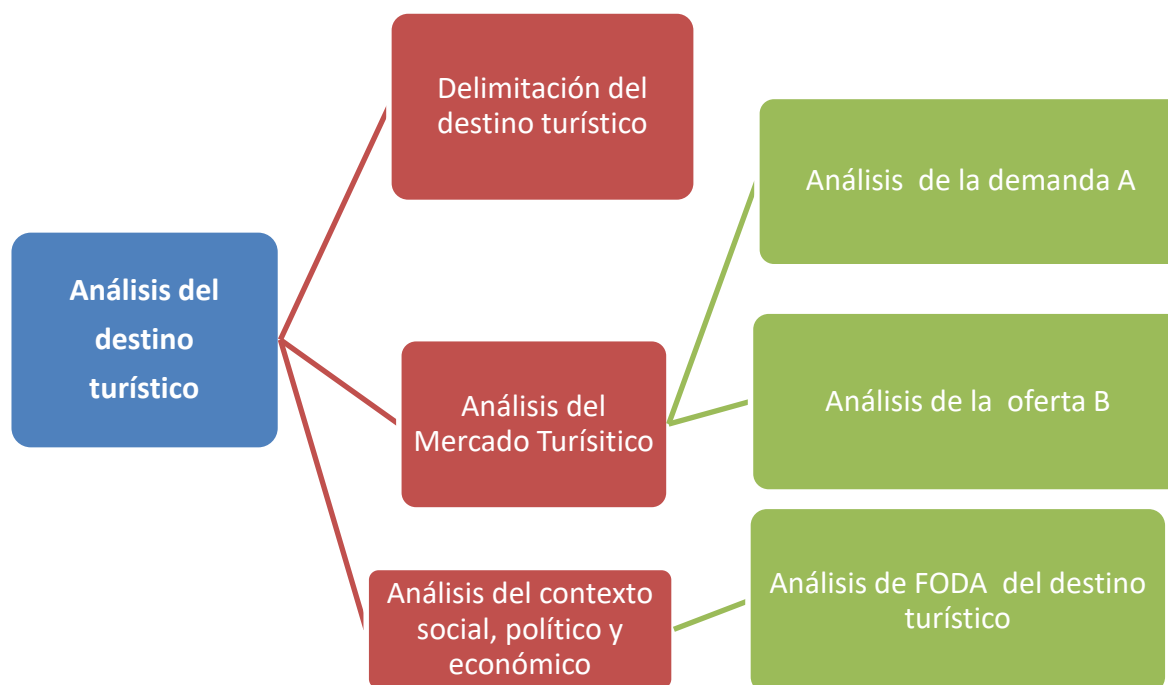 Análisis del
destino
turístico
Delimitación del
destino turístico
Análisis del
Mercado Turísitico
Análisis del contexto
social, político y
económico
Análisis  de la demanda A
Análisis de la  oferta B
Análisis de FODA  del destino
turístico